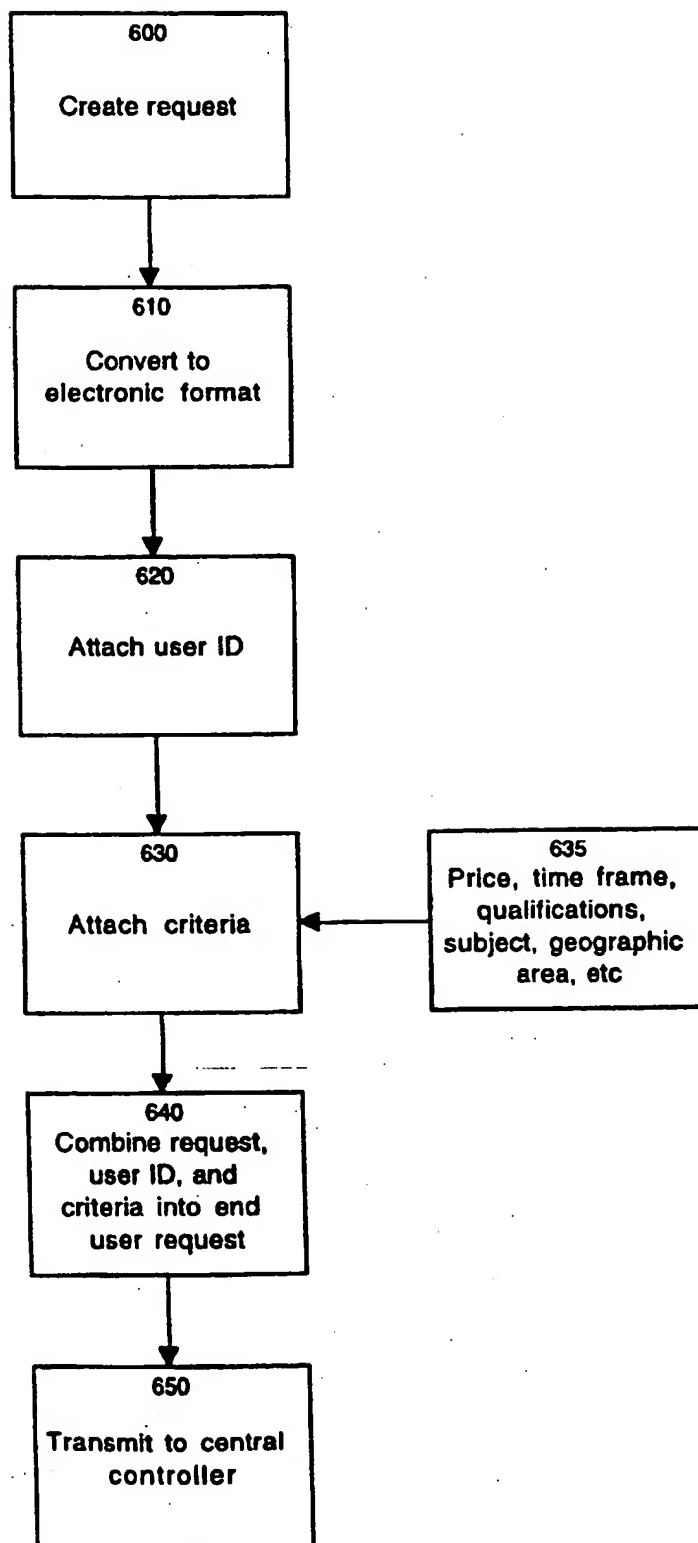 600
Create request
610
Convert to
electronic format
620
Attach user ID
630
Attach criteria
635
Price, time frame,
qualifications,
subject, geographic
area, etc
640
Combine request,
user ID, and
criteria into end
user request
650
Transmit to central
controller